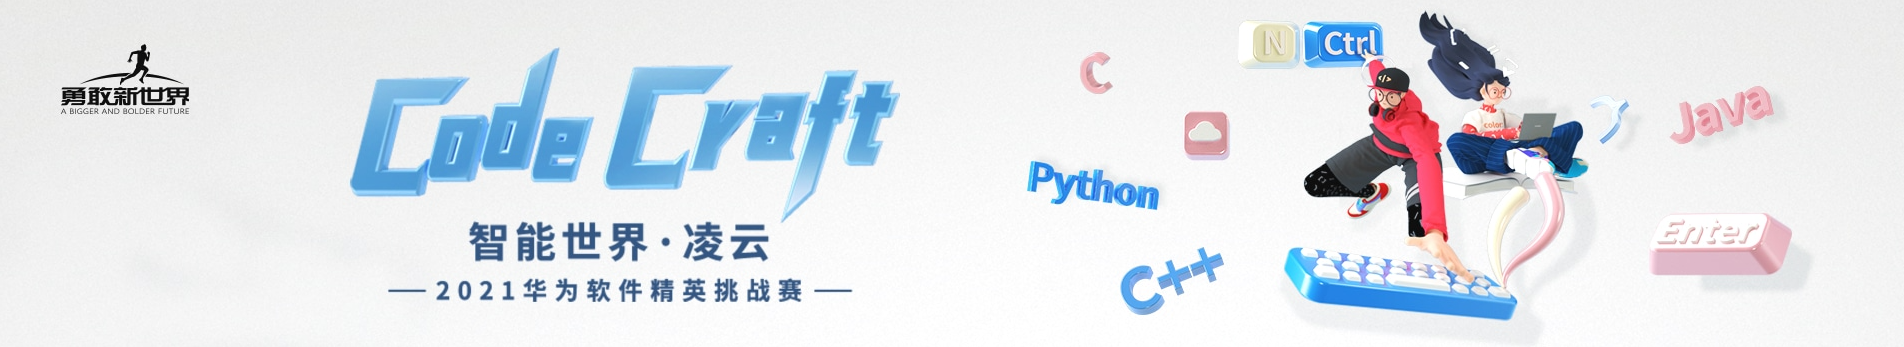 勇敢新世界
A BIGGER AND BOLDER FUTURE
Code Craft
智能世界·凌云
2021华为软件精英挑战赛
C
N
Ctrl
</>
color
Python
C++
Java
Enter